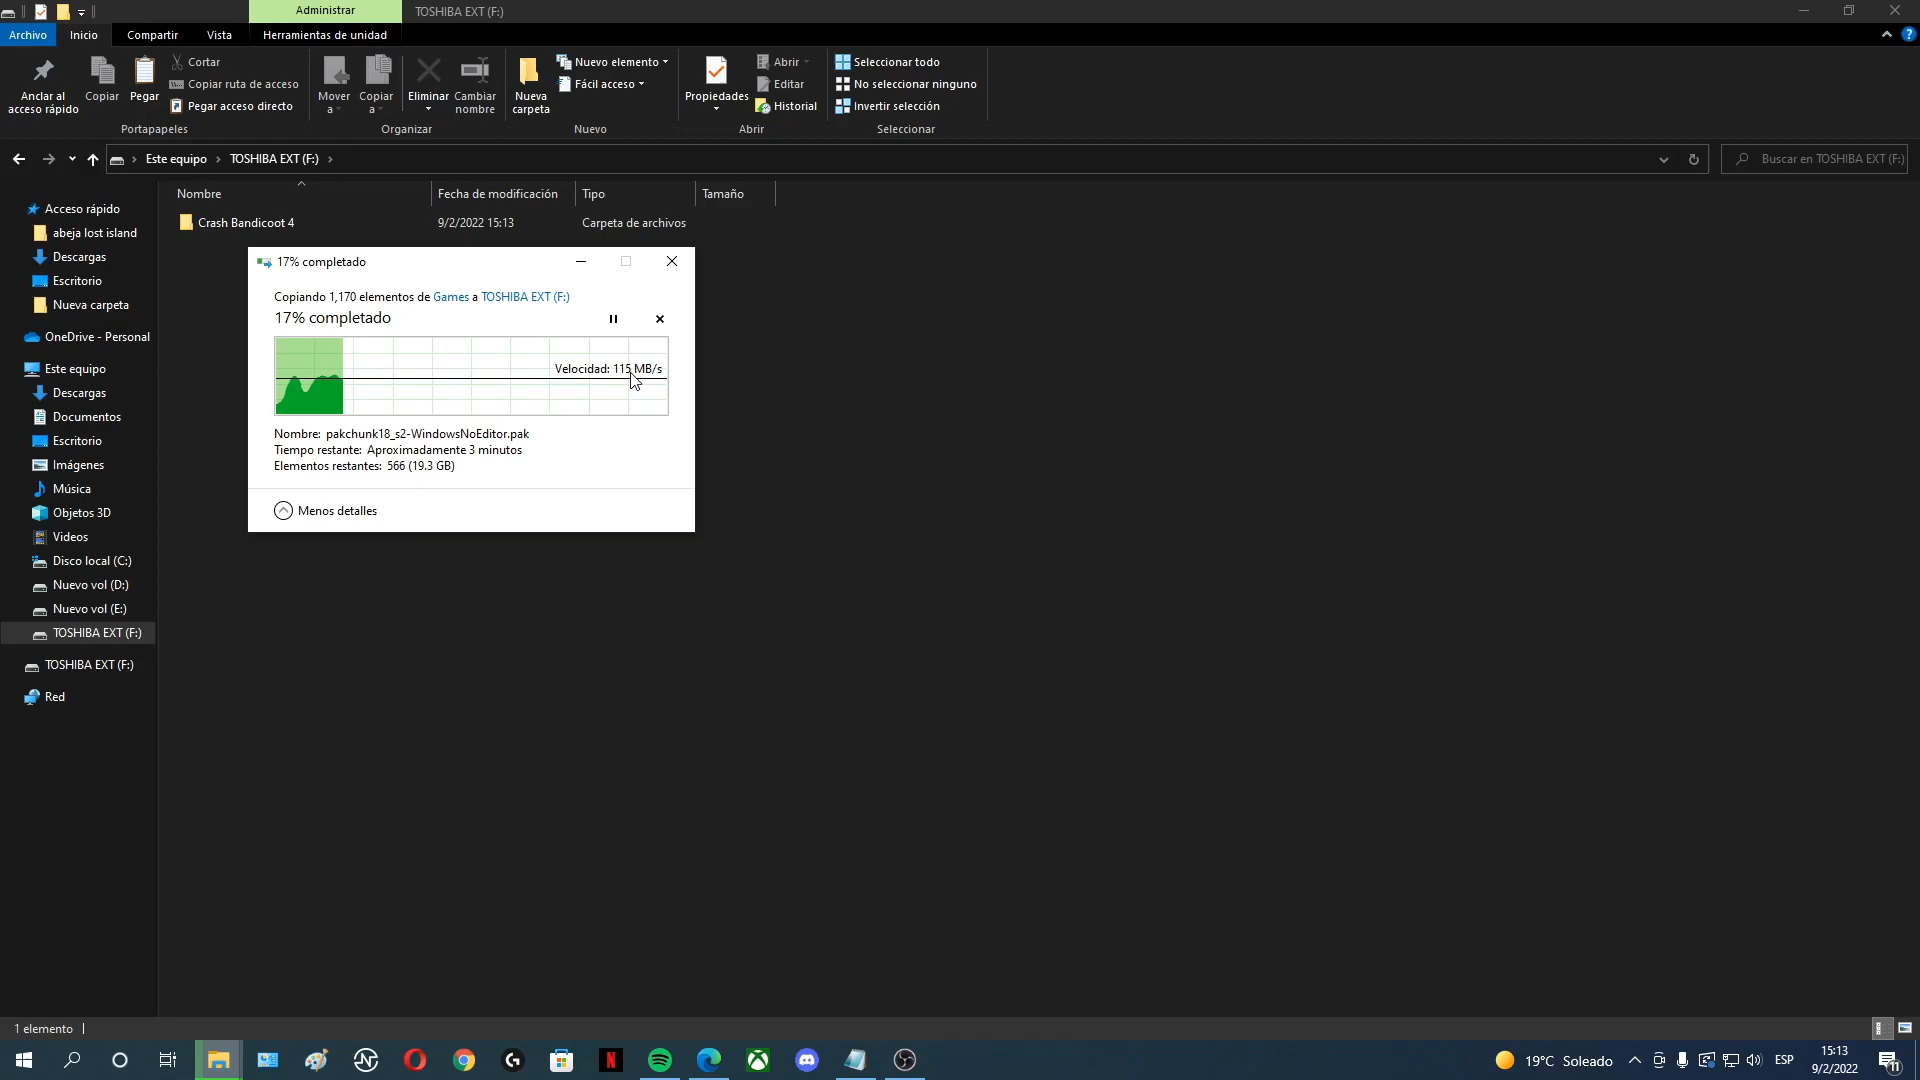 Administrar
TOSHIBA EXT (F:)
Archivo
Inicio
Compartir
Vista
Herramientas de unidad
Anclar al
acceso rápido
Copiar
Pegar
Cortar
Copiar ruta de acceso
Pegar acceso directo
Portapapeles
Mover
a
Copiar
a
Eliminar
Cambiar
nombre
Organizar
Nueva
carpeta
Nuevo elemento
Fácil acceso
Nuevo
Propiedades
Abrir
Editar
Historial
Abrir
Seleccionar todo
No seleccionar ninguno
Invertir selección
Seleccionar
Este equipo
TOSHIBA EXT (F:)
Buscar en TOSHIBA EXT (F:)
Nombre
Fecha de modificación
Tipo
Tamaño
Crash Bandicoot 4
9/2/2022 15:13
Carpeta de archivos
Acceso rápido
abeja lost island
Descargas
Escritorio
Nueva carpeta
OneDrive - Personal
Este equipo
Descargas
Documentos
Escritorio
Imágenes
Música
Objetos 3D
Videos
Disco local (C:)
Nuevo vol (D:)
Nuevo vol (E:)
TOSHIBA EXT (F:)
TOSHIBA EXT (F:)
Red
17% completado
Copiando 1,170 elementos de Games a TOSHIBA EXT (F:)
17% completado
Velocidad: 115 MB/s
Nombre: pakchunk18_s2-WindowsNoEditor.pak
Tiempo restante: Aproximadamente 3 minutos
Elementos restantes: 566 (19.3 GB)
Menos detalles
1 elemento
19°C Soleado
ESP
15:13
9/2/2022
11